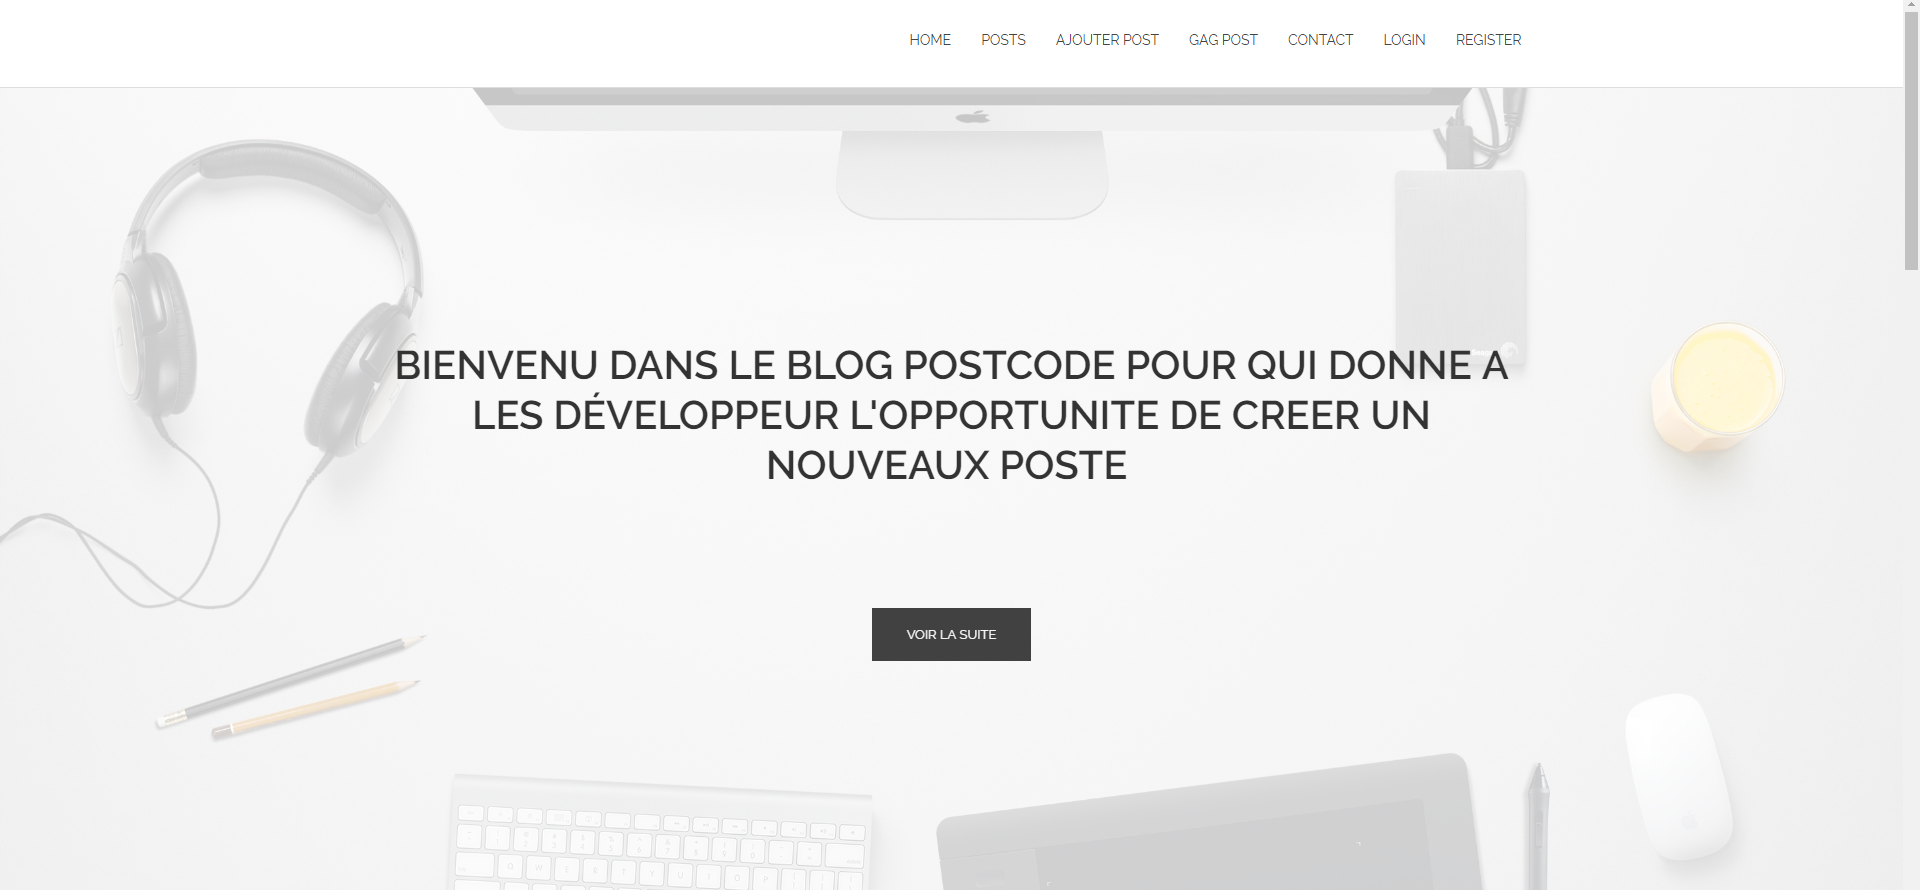 HOME POSTS AJOUTER POST GAG POST CONTACT LOGIN REGISTER
BIENVENU DANS LE BLOG POSTCODE POUR QUI DONNE A
LES DÉVELOPPEUR L'OPPORTUNITE DE CREER UN
NOUVEAUX POSTE
VOIR LA SUITE